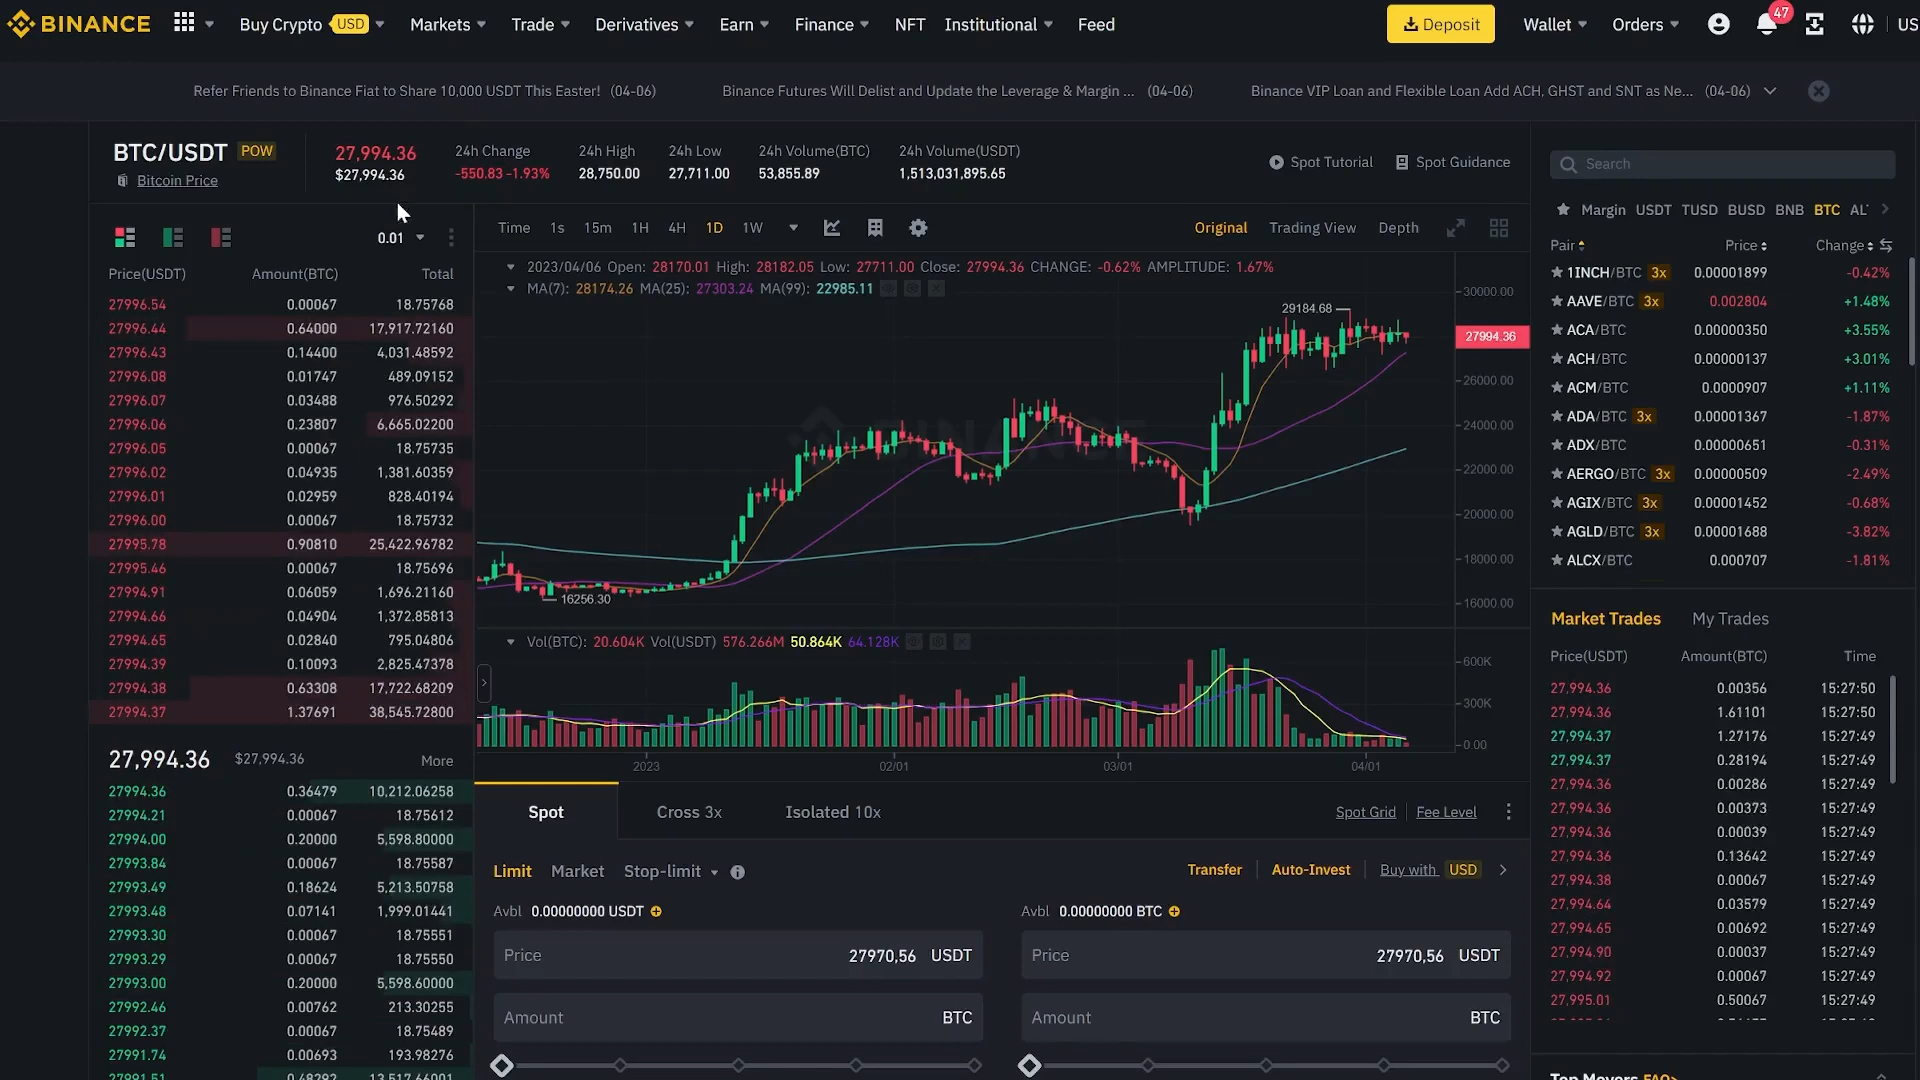 BINANCE
Buy Crypto USD
Markets
Trade
Derivatives
Earn
Finance
NFT
Institutional
Feed
Deposit
Wallet
Orders
47
US
Refer Friends to Binance Fiat to Share 10,000 USDT This Easter! (04-06)
Binance Futures Will Delist and Update the Leverage & Margin ... (04-06)
Binance VIP Loan and Flexible Loan Add ACH, GHST and SNT as Ne... (04-06)
BTC/USDT POW
Bitcoin Price
27,994.36
$27,994.36
24h Change
-550.83 -1.93%
24h High
28,750.00
24h Low
27,711.00
24h Volume(BTC)
53,855.89
24h Volume(USDT)
1,513,031,895.65
Spot Tutorial
Spot Guidance
0.01
Price(USDT) Amount(BTC) Total
27996.54 0.00067 18.75768
27996.44 0.64000 17,917.72160
27996.43 0.14400 4,031.48592
27996.08 0.01747 489.09152
27996.07 0.03488 976.50292
27996.06 0.23807 6,665.02200
27996.05 0.00067 18.75735
27996.02 0.04935 1,381.60359
27996.01 0.02959 828.40194
27996.00 0.00067 18.75732
27995.78 0.90810 25,422.96782
27995.46 0.00067 18.75696
27994.91 0.06059 1,696.21160
27994.66 0.04904 1,372.85813
27994.65 0.02840 795.04806
27994.39 0.10093 2,825.47378
27994.38 0.63308 17,722.68209
27994.37 1.37691 38,545.72800
27,994.36 $27,994.36 More
27994.36 0.36479 10,212.06258
27994.21 0.00067 18.75612
27994.00 0.20000 5,598.80000
27993.84 0.00067 18.75587
27993.49 0.18624 5,213.50758
27993.48 0.07141 1,999.01441
27993.30 0.00067 18.75551
27993.29 0.00067 18.75550
27993.00 0.20000 5,598.60000
27992.46 0.00762 213.30255
27992.37 0.00067 18.75489
27991.74 0.00693 193.98276
27991.51 0.48292 13,517.66001
Time 1s 15m 1H 4H 1D 1W
Original Trading View Depth
2023/04/06 Open: 28170.01 High: 28182.05 Low: 27711.00 Close: 27994.36 CHANGE: -0.62% AMPLITUDE: 1.67%
MA(7): 28174.26 MA(25): 27303.24 MA(99): 22985.11
30000.00
29184.68
27994.36
26000.00
24000.00
22000.00
20000.00
18000.00
16000.00
16256.30
BINANCE
Vol(BTC): 20.604K Vol(USDT) 576.266M 50.864K 64.128K
600K
300K
0.00
2023 02/01 03/01 04/01
Spot Cross 3x Isolated 10x
Spot Grid Fee Level
Limit Market Stop-limit
Transfer Auto-Invest Buy with USD
Avbl 0.00000000 USDT
Price 27970,56 USDT
Amount BTC
Avbl 0.00000000 BTC
Price 27970,56 USDT
Amount BTC
Search
Margin USDT TUSD BUSD BNB BTC AL
Pair Price Change
1INCH/BTC 3x 0.00001899 -0.42%
AAVE/BTC 3x 0.002804 +1.48%
ACA/BTC 0.00000350 +3.55%
ACH/BTC 0.00000137 +3.01%
ACM/BTC 0.0000907 +1.11%
ADA/BTC 3x 0.00001367 -1.87%
ADX/BTC 0.00000651 -0.31%
AERGO/BTC 3x 0.00000509 -2.49%
AGIX/BTC 3x 0.00001452 -0.68%
AGLD/BTC 3x 0.00001688 -3.82%
ALCX/BTC 0.000707 -1.81%
Market Trades My Trades
Price(USDT) Amount(BTC) Time
27,994.36 0.00356 15:27:50
27,994.36 1.61101 15:27:50
27,994.37 1.27176 15:27:49
27,994.37 0.28194 15:27:49
27,994.36 0.00286 15:27:49
27,994.36 0.00373 15:27:49
27,994.36 0.00039 15:27:49
27,994.36 0.13642 15:27:49
27,994.38 0.00067 15:27:49
27,994.64 0.03579 15:27:49
27,994.65 0.00692 15:27:49
27,994.90 0.00037 15:27:49
27,994.92 0.00067 15:27:49
27,995.01 0.50067 15:27:49
Top Movers FAQ>